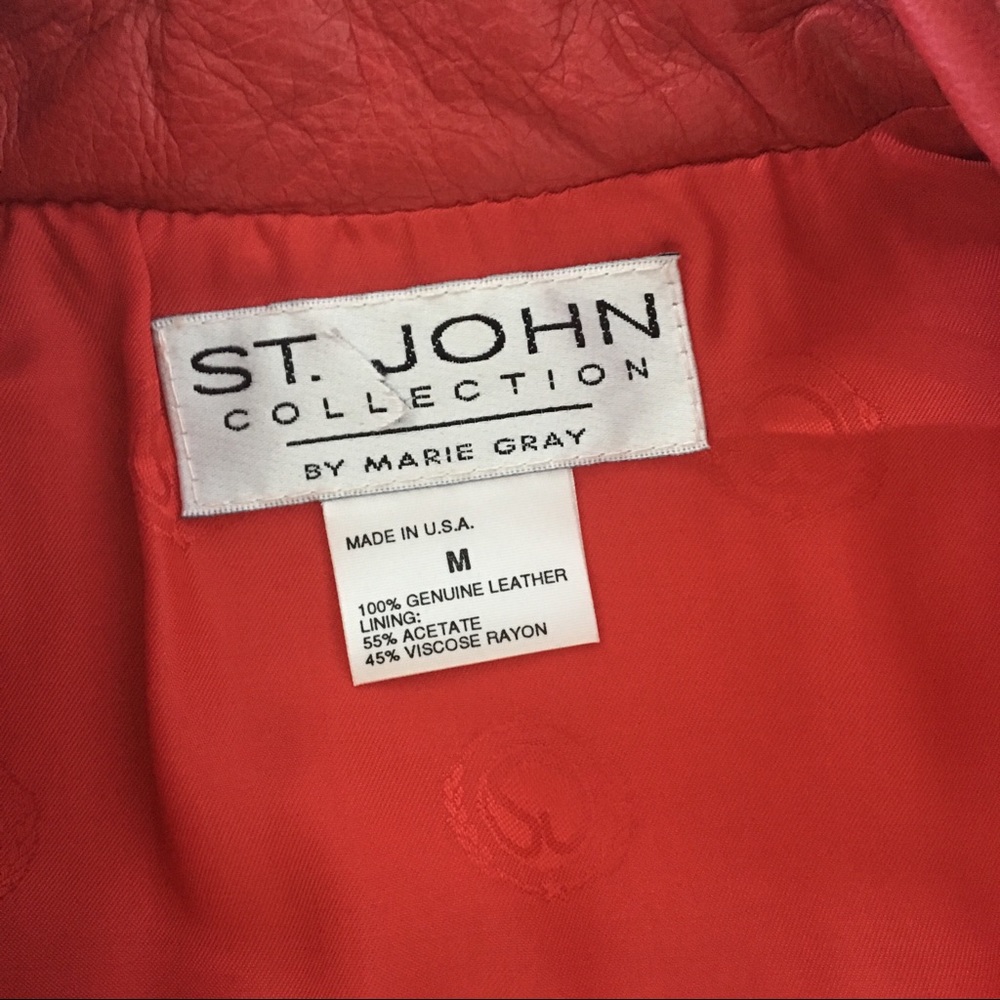 ST. JOHN
COLLECTION
BY MARIE GRAY
MADE IN U.S.A.
M
100% GENUINE LEATHER
LINING:
55% ACETATE
45% VISCOSE RAYON